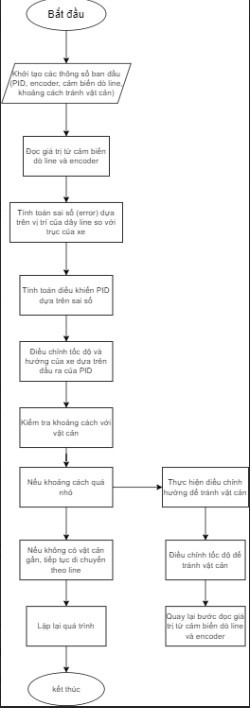 Bắt đầu
Khởi tạo các thông số ban đầu
(PID, encoder, cảm biến dò line,
khoảng cách tránh vật cản)
Đọc giá trị từ cảm biến
dò line và encoder
Tính toán sai số (error) dựa
trên vị trí của dây line so với
trục của xe
Tính toán điều khiển PID
dựa trên sai số
Điều chỉnh tốc độ và
hướng của xe dựa trên
đầu ra của PID
Kiểm tra khoảng cách với
vật cản
Nếu khoảng cách quá
nhỏ
Thực hiện điều chỉnh
hướng để tránh vật cản
Nếu không có vật cản
gần, tiếp tục di chuyển
theo line
Điều chỉnh tốc độ để
tránh vật cản
Lặp lại quá trình
Quay lại bước đọc giá
trị từ cảm biến dò line
và encoder
kết thúc